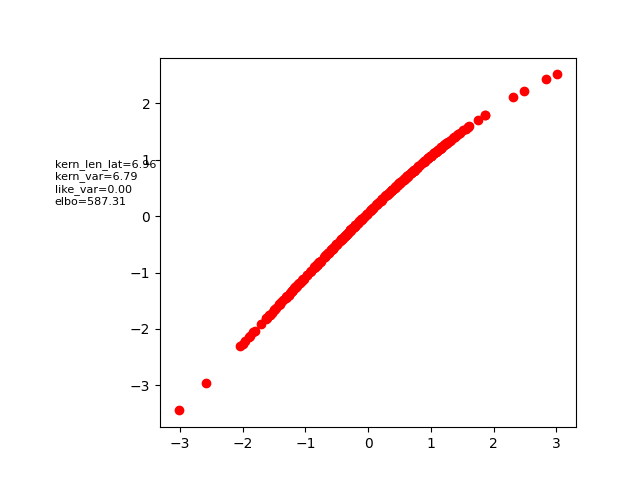 2
1
0
−1
−2
−3
kern_len_lat=6.96
kern_var=6.79
like_var=0.00
elbo=587.31
−3 −2 −1 0 1 2 3